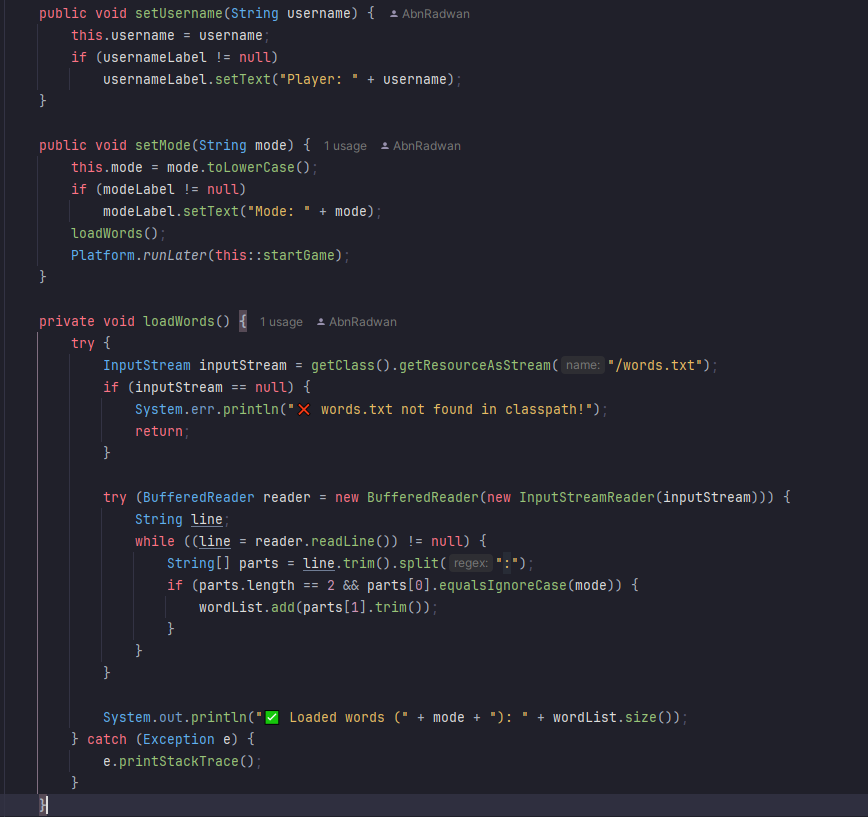 public void setUsername(String username) { AbnRadwan
this.username = username;
if (usernameLabel != null)
usernameLabel.setText("Player: " + username);
}
public void setMode(String mode) { 1 usage AbnRadwan
this.mode = mode.toLowerCase();
if (modeLabel != null)
modeLabel.setText("Mode: " + mode);
loadWords();
Platform.runLater(this::startGame);
}
private void loadWords() { 1 usage AbnRadwan
try {
InputStream inputStream = getClass().getResourceAsStream( name: "/words.txt");
if (inputStream == null) {
System.err.println("❌ words.txt not found in classpath!");
return;
}
try (BufferedReader reader = new BufferedReader(new InputStreamReader(inputStream))) {
String line;
while ((line = reader.readLine()) != null) {
String[] parts = line.trim().split( regex: ":");
if (parts.length == 2 && parts[0].equalsIgnoreCase(mode)) {
wordList.add(parts[1].trim());
}
}
}
System.out.println("✅ Loaded words (" + mode + "): " + wordList.size());
} catch (Exception e) {
e.printStackTrace();
}
}